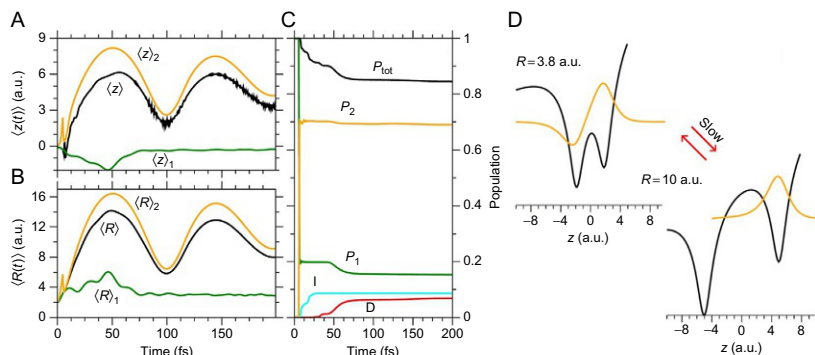 A
⟨z(t)⟩ (a.u.)
9
6
3
0
-2
⟨z⟩2
⟨z⟩
⟨z⟩1
B
⟨R(t)⟩ (a.u.)
16
12
8
4
0
⟨R⟩2
⟨R⟩
⟨R⟩1
0 50 100 150
Time (fs)
C
Ptot
P2
P1
I
D
1
0.8
0.6
0.4
0.2
0
Population
0 50 100 150 200
Time (fs)
D
R=3.8 a.u.
−8 −4 0 4 8
z (a.u.)
Slow
R=10 a.u.
−8 −4 0 4 8
z (a.u.)